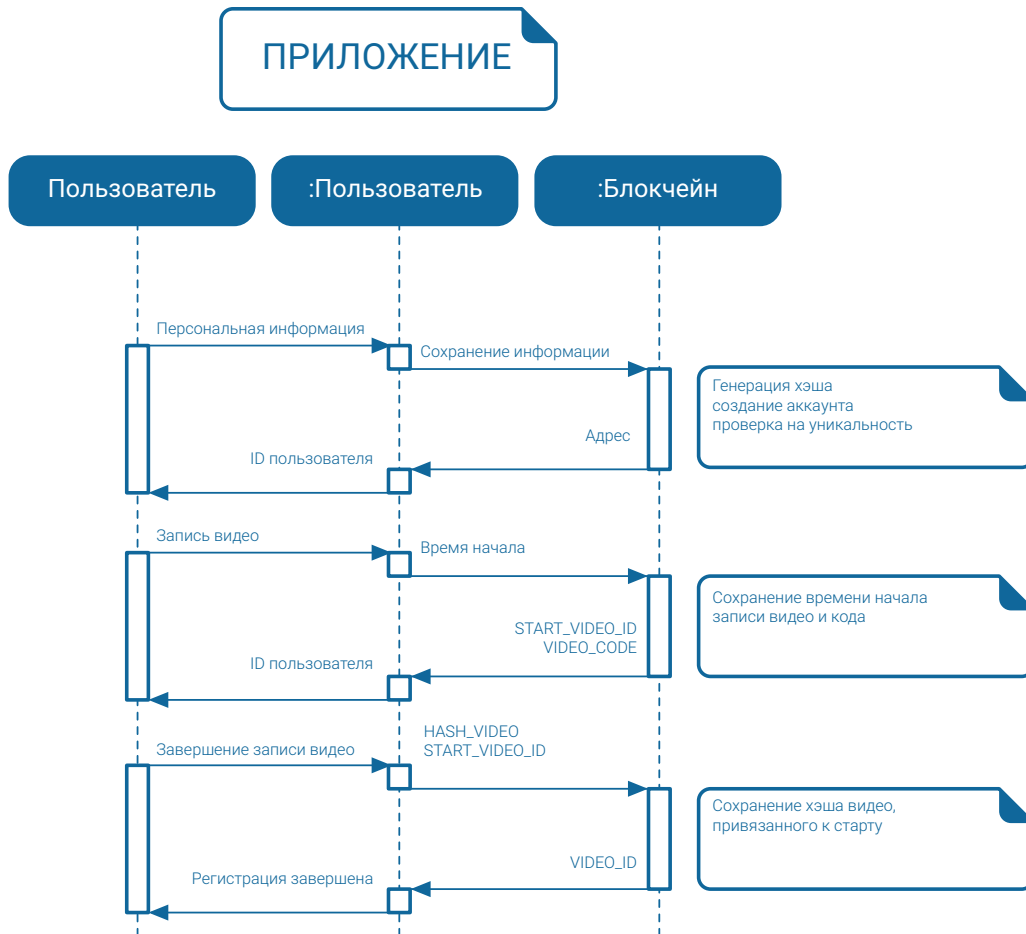 ПРИЛОЖЕНИЕ
Пользователь
:Пользователь
:Блокчейн
Персональная информация
Сохранение информации
Генерация хэша
создание аккаунта
проверка на уникальность
Адрес
ID пользователя
Запись видео
Время начала
Сохранение времени начала
записи видео и кода
START_VIDEO_ID
VIDEO_CODE
ID пользователя
HASH_VIDEO
START_VIDEO_ID
Завершение записи видео
Сохранение хэша видео,
привязанного к старту
VIDEO_ID
Регистрация завершена